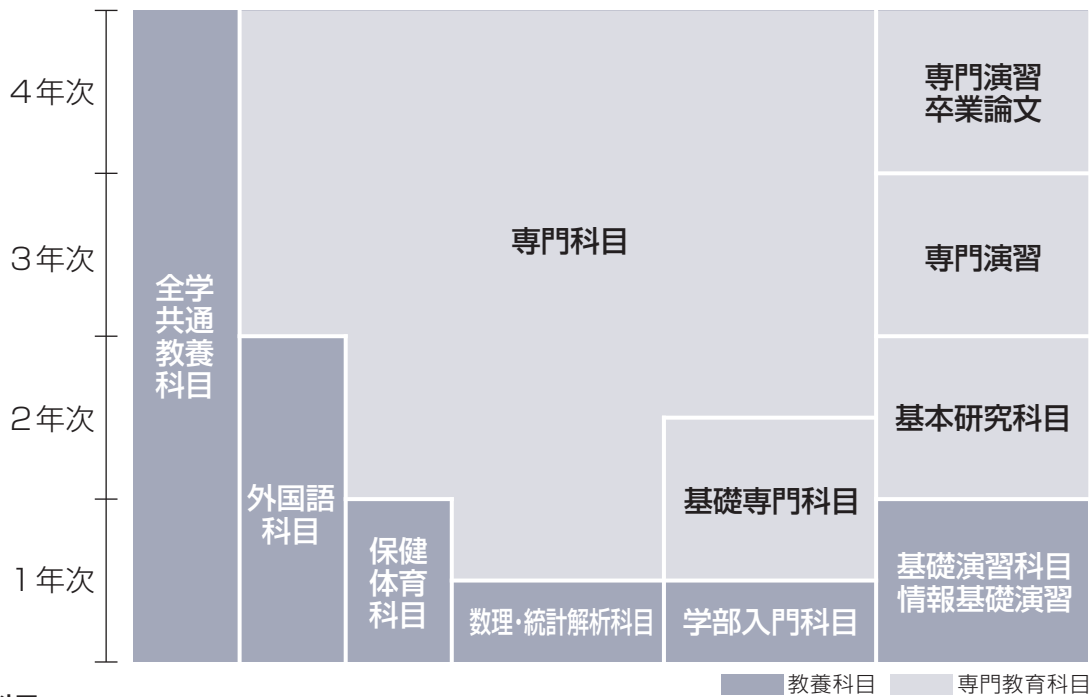 4年次
3年次
2年次
1年次
全学
共通
教養
科目
外国語
科目
保健
体育
科目
専門科目
数理・統計解析科目
基礎専門科目
学部入門科目
専門演習
卒業論文
専門演習
基本研究科目
基礎演習科目
情報基礎演習
教養科目
専門教育科目